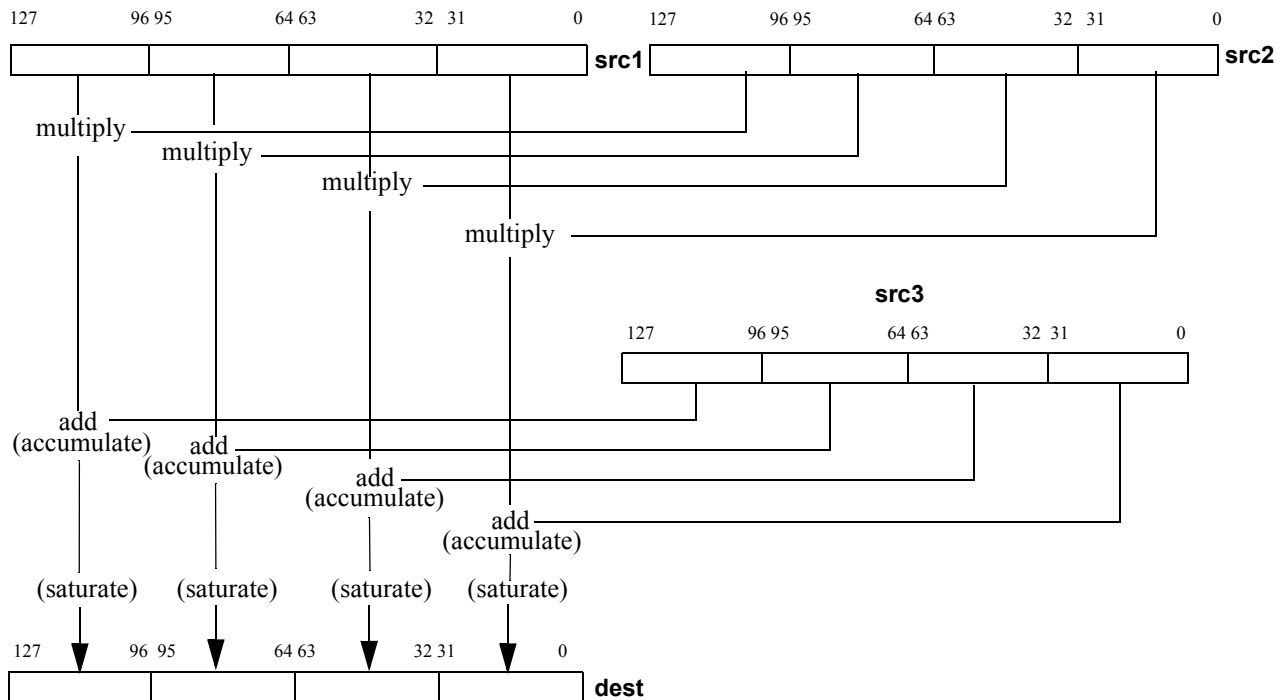 127 96 95 64 63 32 31 0 127 96 95 64 63 32 31 0
src1 src2
multiply
multiply
multiply
multiply
src3
127 96 95 64 63 32 31 0
add
(accumulate)
add
(accumulate)
add
(accumulate)
add
(accumulate)
(saturate) (saturate) (saturate) (saturate)
127 96 95 64 63 32 31 0
dest